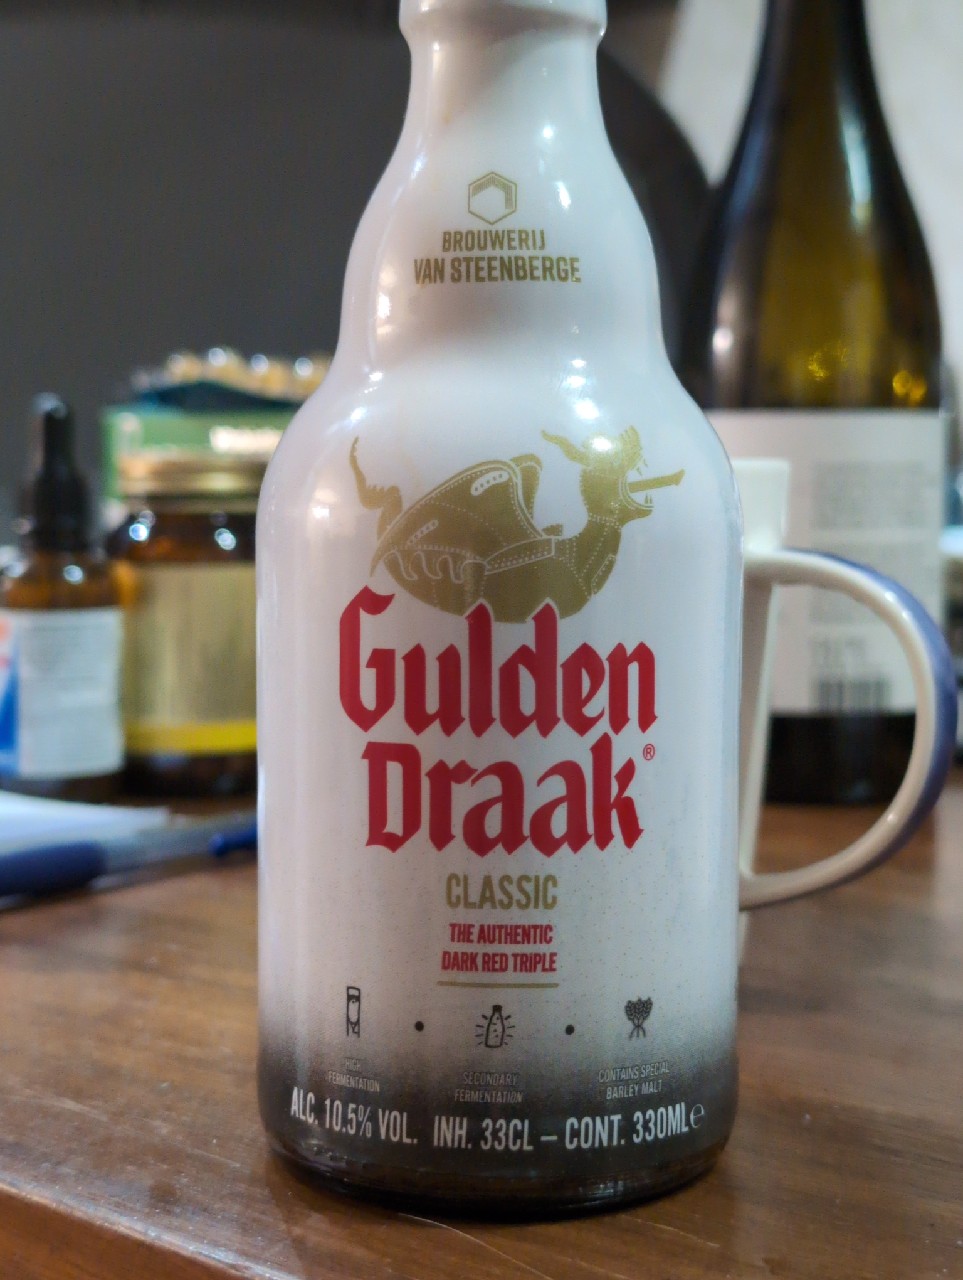 BROUWERIJ
VAN STEENBERGE
Gulden
Draak®
CLASSIC
THE AUTHENTIC
DARK RED TRIPLE
HIGH
FERMENTATION
SECONDARY
FERMENTATION
CONTAINS SPECIAL
BARLEY MALT
ALC. 10.5% VOL. INH. 33CL – CONT. 330ML ℮